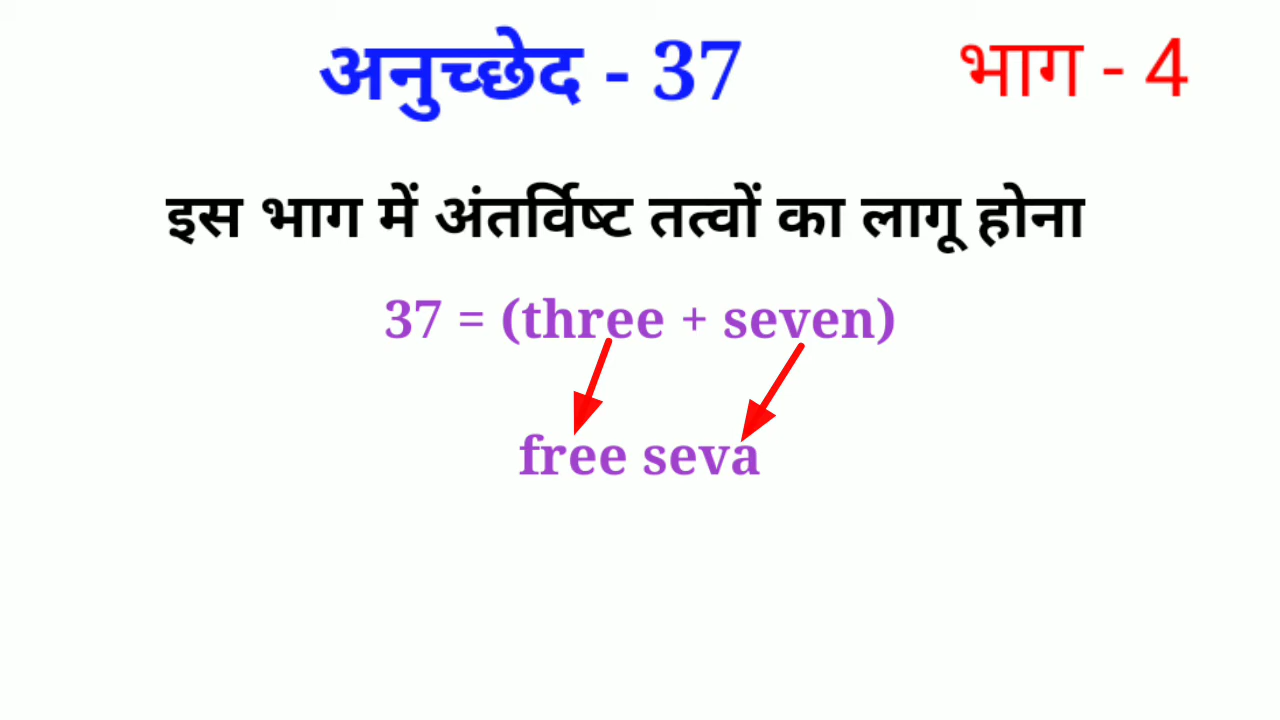 अनुच्छेद - 37 भाग - 4
इस भाग में अंतर्विष्ट तत्वों का लागू होना
37 = (three + seven)
free seva